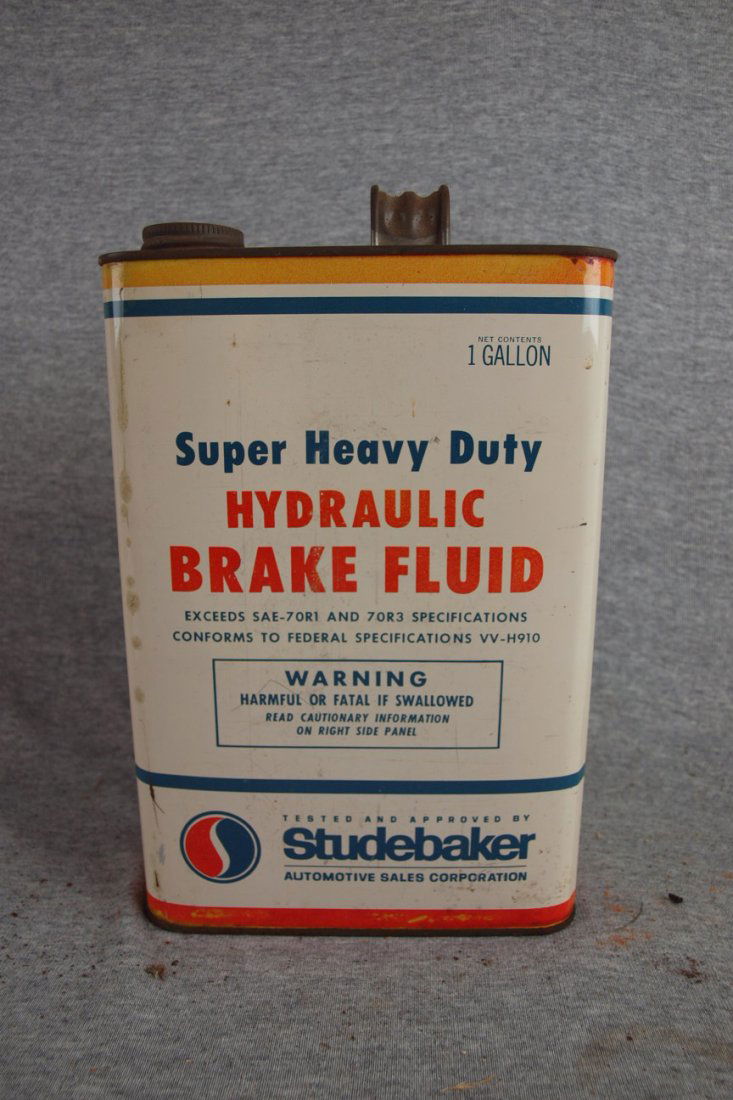 NET CONTENTS
1 GALLON
Super Heavy Duty
HYDRAULIC
BRAKE FLUID
EXCEEDS SAE-70R1 AND 70R3 SPECIFICATIONS
CONFORMS TO FEDERAL SPECIFICATIONS VV-H910
WARNING
HARMFUL OR FATAL IF SWALLOWED
READ CAUTIONARY INFORMATION
ON RIGHT SIDE PANEL
TESTED AND APPROVED BY
Studebaker
AUTOMOTIVE SALES CORPORATION